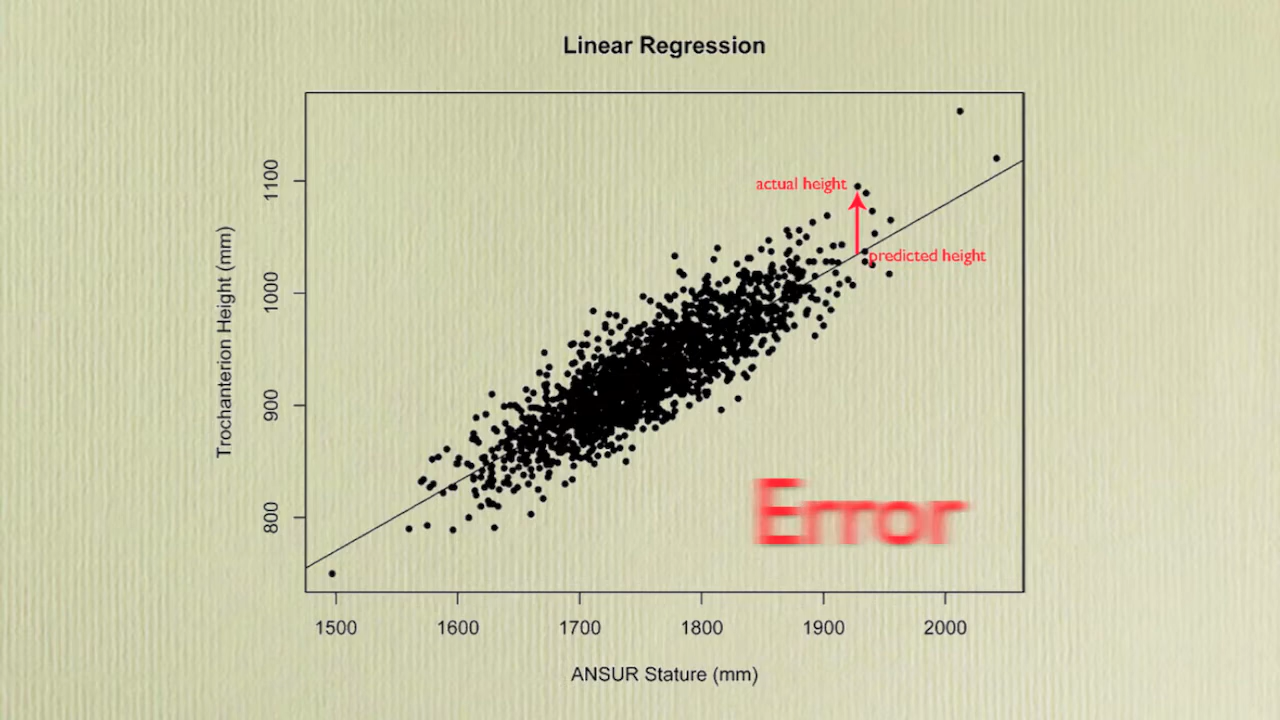 Linear Regression
Trochanterion Height (mm)
1100
1000
900
800
actual height
predicted height
Error
1500 1600 1700 1800 1900 2000
ANSUR Stature (mm)